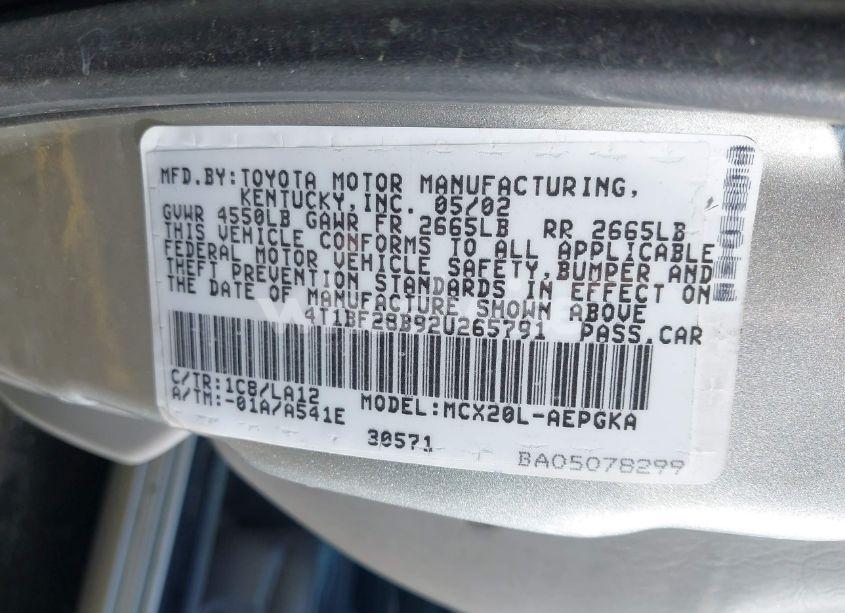 MFD.BY:TOYOTA MOTOR MANUFACTURING,
KENTUCKY,INC. 05/02
GVWR 4550LB GAWR FR 2665LB RR 2665LB
THIS VEHICLE CONFORMS TO ALL APPLICABLE
FEDERAL MOTOR VEHICLE SAFETY,BUMPER AND
THEFT PREVENTION STANDARDS IN EFFECT ON
THE DATE OF MANUFACTURE SHOWN ABOVE
4T1BF28B92U265791 PASS.CAR
C/TR:1C8/LA12
A/TM:-01A/A541E MODEL:MCX20L-AEPGKA
30571
BA05078299